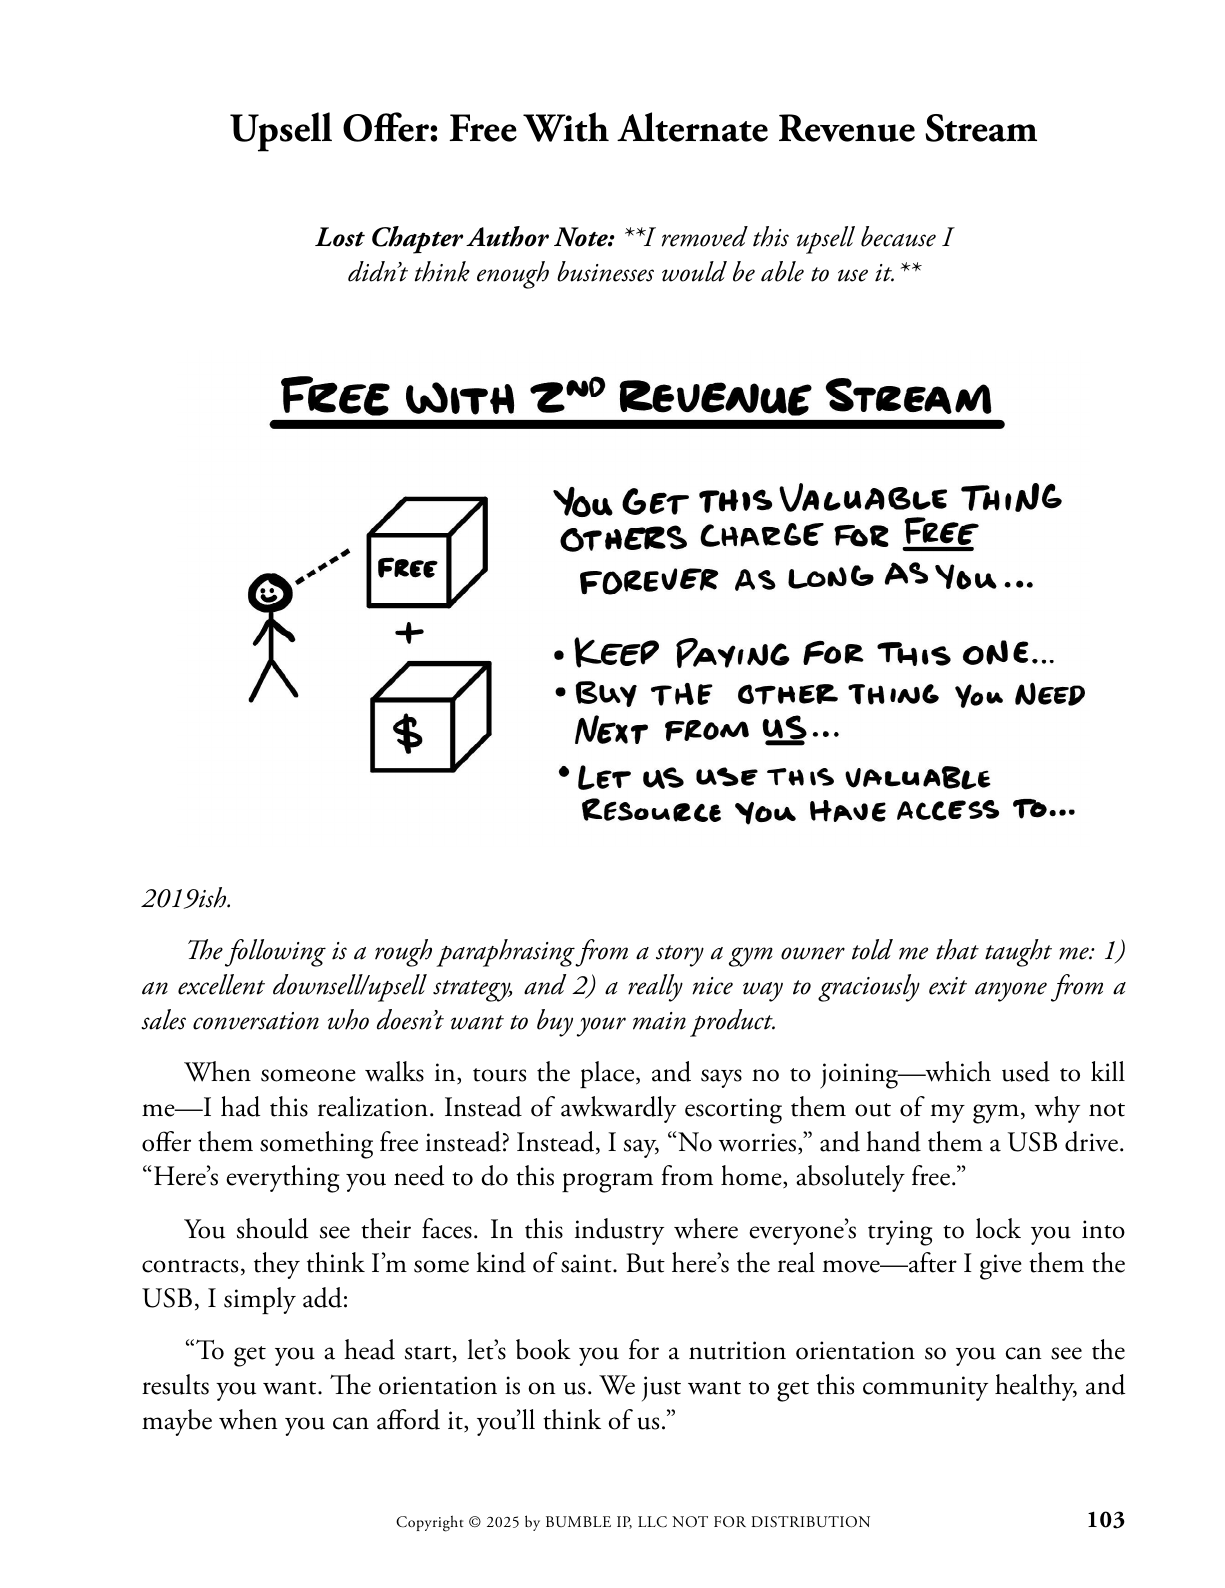 Upsell Offer: Free With Alternate Revenue Stream
Lost Chapter Author Note: **I removed this upsell because I
didn’t think enough businesses would be able to use it.**
FREE WITH 2ND REVENUE STREAM
YOU GET THIS VALUABLE THING
OTHERS CHARGE FOR FREE
FOREVER AS LONG AS YOU...
FREE
+
• KEEP PAYING FOR THIS ONE...
• BUY THE OTHER THING YOU NEED
NEXT FROM US...
$
• LET US USE THIS VALUABLE
RESOURCE YOU HAVE ACCESS TO...
2019ish.
The following is a rough paraphrasing from a story a gym owner told me that taught me: 1)
an excellent downsell/upsell strategy, and 2) a really nice way to graciously exit anyone from a
sales conversation who doesn’t want to buy your main product.
When someone walks in, tours the place, and says no to joining—which used to kill
me—I had this realization. Instead of awkwardly escorting them out of my gym, why not
offer them something free instead? Instead, I say, “No worries,” and hand them a USB drive.
“Here’s everything you need to do this program from home, absolutely free.”
You should see their faces. In this industry where everyone’s trying to lock you into
contracts, they think I’m some kind of saint. But here’s the real move—after I give them the
USB, I simply add:
“To get you a head start, let’s book you for a nutrition orientation so you can see the
results you want. The orientation is on us. We just want to get this community healthy, and
maybe when you can afford it, you’ll think of us.”
Copyright © 2025 by BUMBLE IP, LLC NOT FOR DISTRIBUTION
103